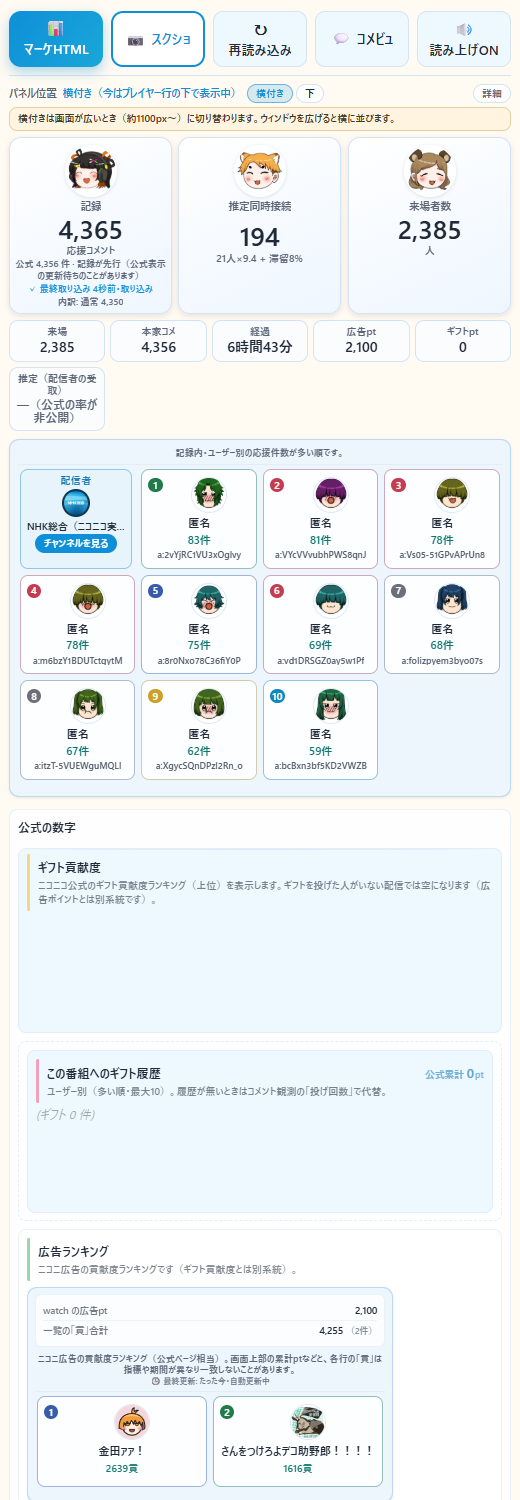 マーケHTML
スクショ
再読み込み
コメビュ
読み上げON
パネル位置 横付き（今はプレイヤー行の下で表示中） 横付き 下 詳細
横付きは画面が広いとき（約1100px〜）に切り替わります。ウインドウを広げると横に並びます。
記録
4,365
応援コメント
公式 4,356 件・記録が先行（公式表示
の更新待ちのことがあります）
✓ 最終取り込み 4秒前・取り込み
内訳: 通常 4,350
推定同時接続
194
21人×9.4 + 滞留8%
来場者数
2,385
人
来場
2,385
本家コメ
4,356
経過
6時間43分
広告pt
2,100
ギフトpt
0
推定（配信者の受
取）
—（公式の率が
非公開）
記録内・ユーザー別の応援件数が多い順です。
配信者
NHK総合（ニコニコ実...
チャンネルを見る
1
匿名
83件
a:2vYjRC1VU3xOgIvy
2
匿名
81件
a:VYcVVvubhPWS8qnJ
3
匿名
78件
a:Vs05-51GPvAPrUn8
4
匿名
78件
a:m6bzY1BDUTctqytM
5
匿名
75件
a:8r0Nxo78C36fiY0P
6
匿名
69件
a:vd1DRSGZ0ay5w1Pf
7
匿名
68件
a:folizpyem3byo07s
8
匿名
67件
a:itzT-5VUEWguMQLI
9
匿名
62件
a:XgycSQnDPzl2Rn_o
10
匿名
59件
a:bcBxn3bf5KD2VWZB
公式の数字
ギフト貢献度
ニコニコ公式のギフト貢献度ランキング（上位）を表示します。ギフトを投げた人がいない配信では空になります（広
告ポイントとは別系統です）。
この番組へのギフト履歴
公式累計 0pt
ユーザー別（多い順・最大10）。履歴が無いときはコメント観測の「投げ回数」で代替。
(ギフト 0 件)
広告ランキング
ニコニ広告の貢献度ランキングです（ギフト貢献度とは別系統）。
watch の広告pt 2,100
一覧の「貢」合計 4,255 （2件）
ニコニ広告の貢献度ランキング（公式ページ相当）。画面上部の累計ptなどと、各行の「貢」は
指標や期間が異なり一致しないことがあります。
最終更新: たった今・自動更新中
1
金田ァァ！
2639貢
2
さんをつけろよデコ助野郎！！！！
1616貢